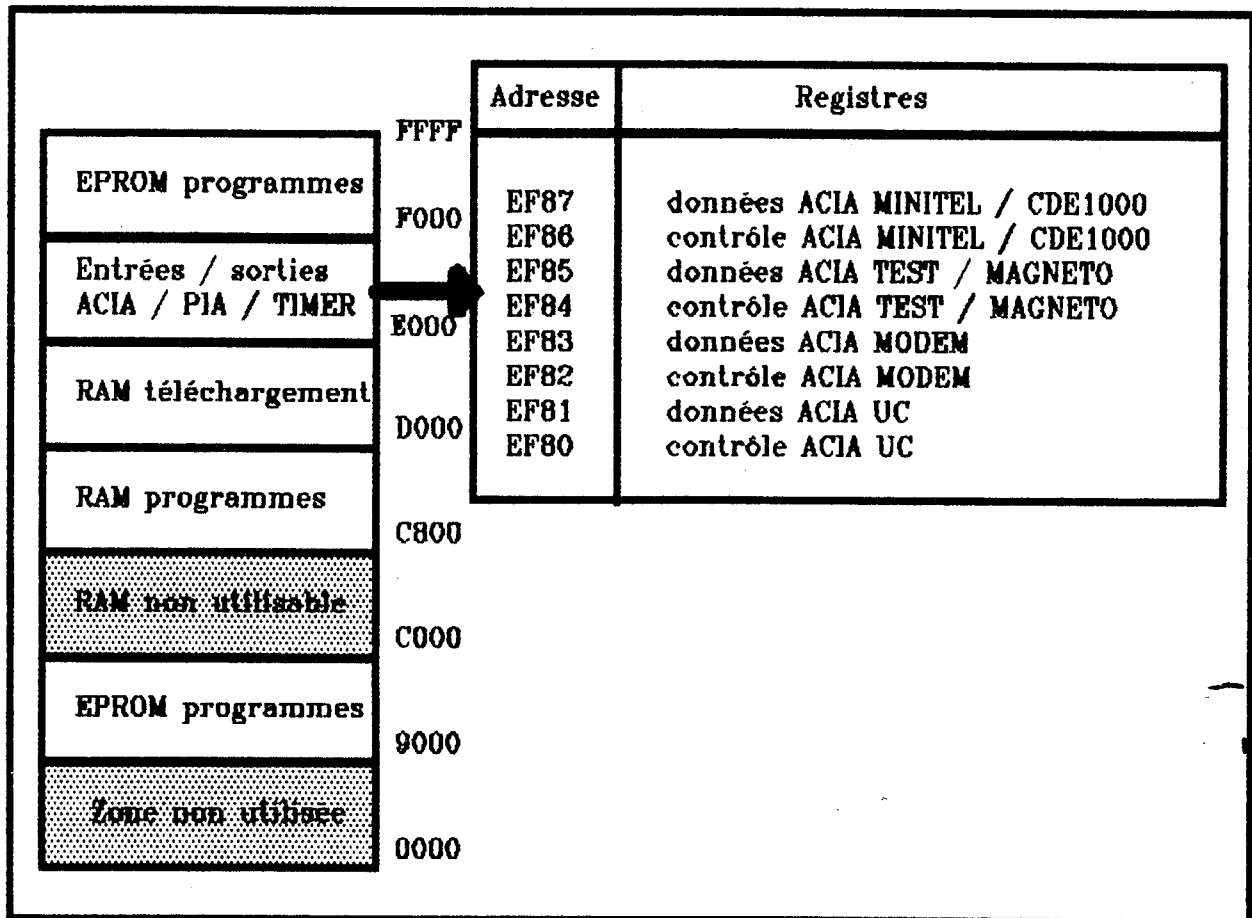 FFFF
EPROM programmes
F000
Entrées / sorties
ACIA / PIA / TIMER
E000
RAM téléchargement
D000
RAM programmes
C800
RAM non utilisable
C000
EPROM programmes
9000
Zone non utilisée
0000
Adresse Registres
EF87 données ACIA MINITEL / CDE1000
EF86 contrôle ACIA MINITEL / CDE1000
EF85 données ACIA TEST / MAGNETO
EF84 contrôle ACIA TEST / MAGNETO
EF83 données ACIA MODEM
EF82 contrôle ACIA MODEM
EF81 données ACIA UC
EF80 contrôle ACIA UC